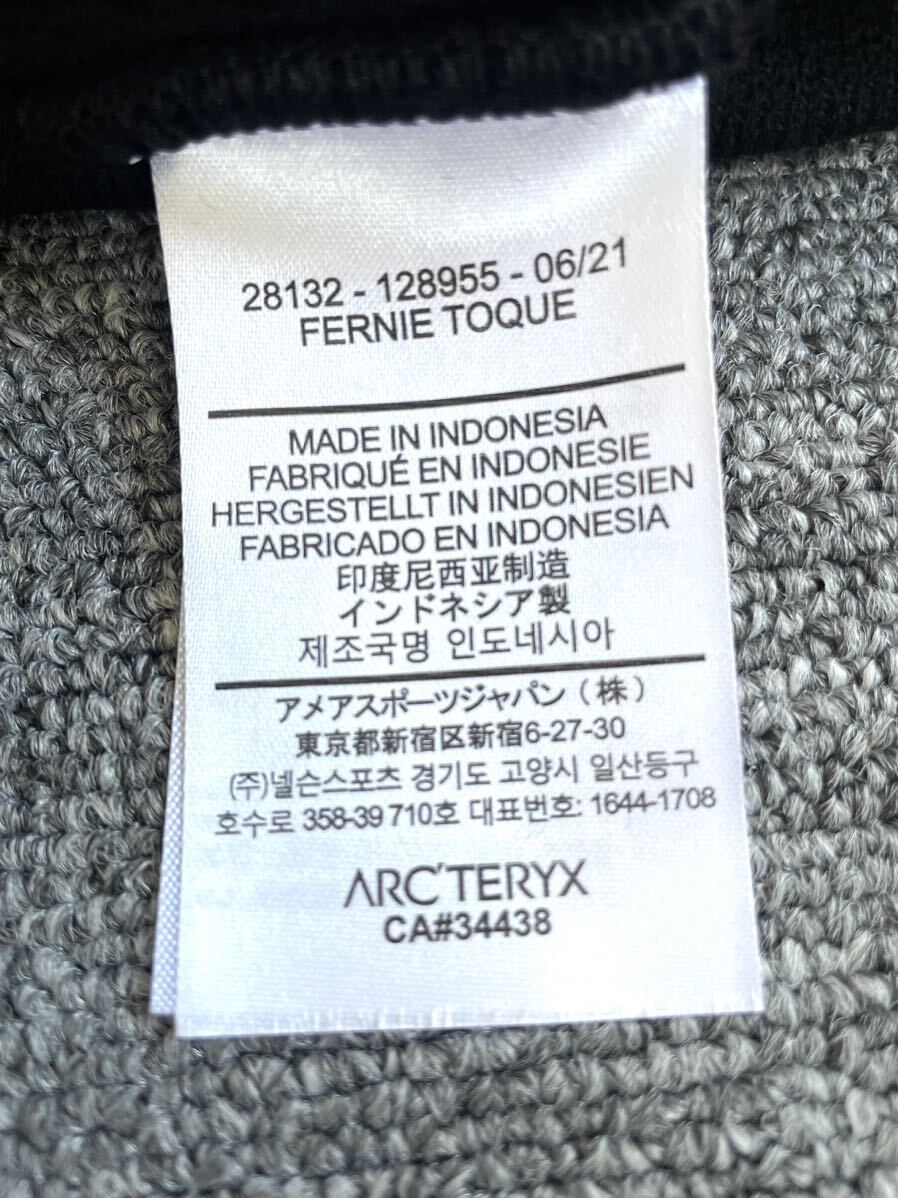 28132 - 128955 - 06/21
FERNIE TOQUE
MADE IN INDONESIA
FABRIQUÉ EN INDONESIE
HERGESTELLT IN INDONESIEN
FABRICADO EN INDONESIA
印度尼西亚制造
インドネシア製
제조국명 인도네시아
アメアスポーツジャパン（株）
東京都新宿区新宿6-27-30
(주)넬슨스포츠 경기도 고양시 일산동구
호수로 358-39 710호 대표번호: 1644-1708
ARC'TERYX
CA#34438